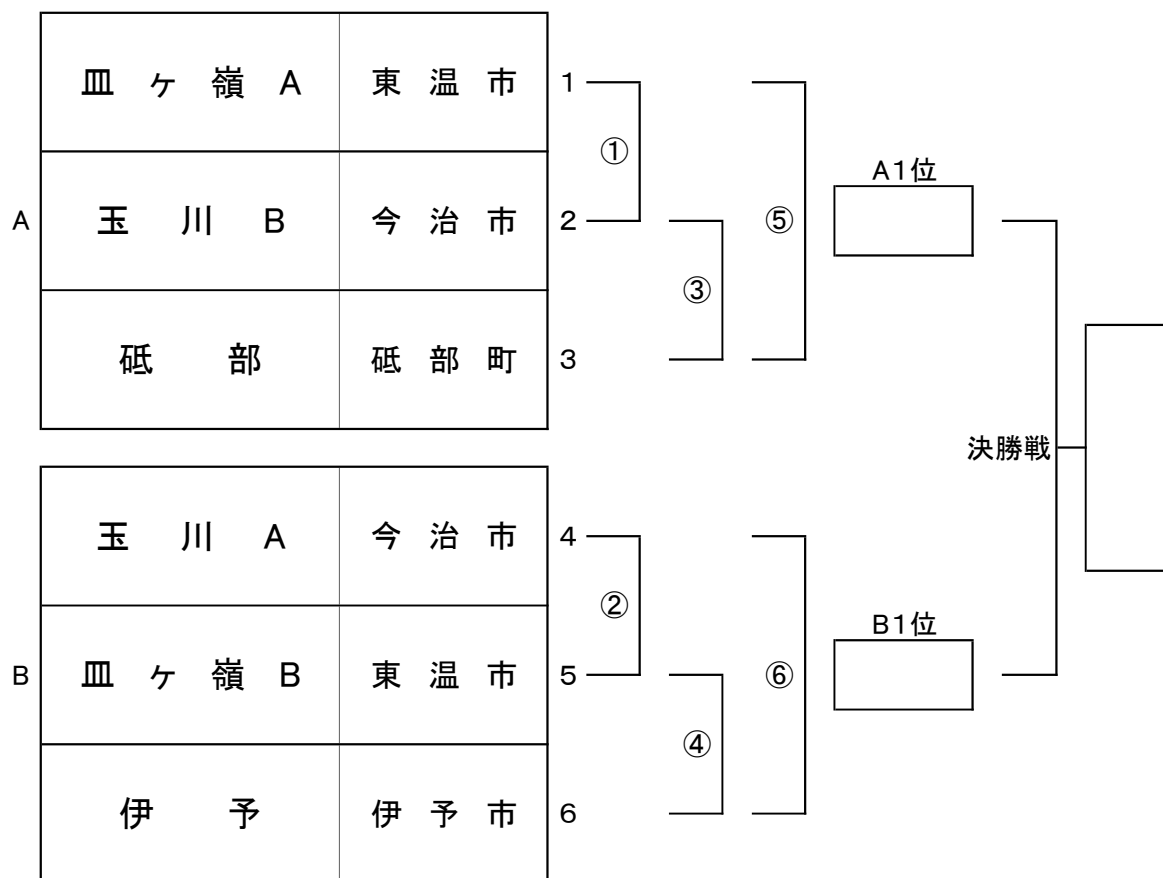 皿ヶ嶺A 東温市 1
①
A1位
A 玉川B 今治市 2
⑤
③
砥部 砥部町 3
決勝戦
玉川A 今治市 4
②
B1位
B 皿ヶ嶺B 東温市 5
⑥
④
伊予 伊予市 6